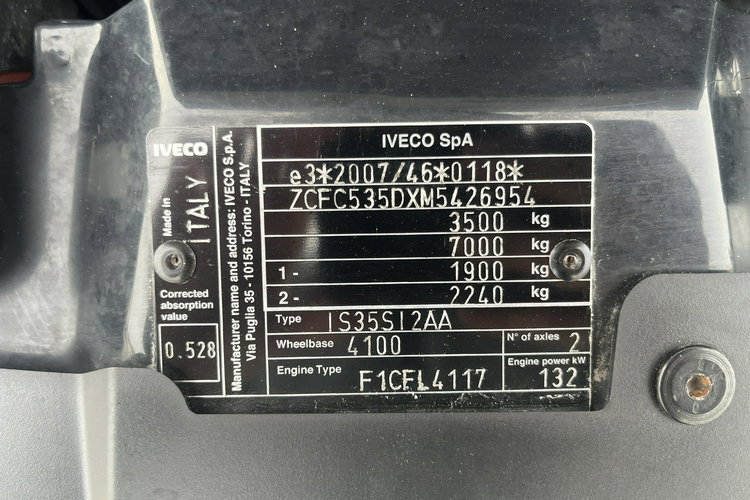 IVECO
IVECO SpA
e3*2007/46*0118*
ZCFC535DXM5426954
3500 kg
7000 kg
1- 1900 kg
2- 2240 kg
Type IS35SI2AA
Wheelbase 4100
N° of axles 2
Engine Type F1CFL4117
Engine power kW 132
Made in ITALY
Corrected
absorption
value
0.528
Manufacturer name and address: IVECO S.p.A.
Via Puglia 35 - 10156 Torino - ITALY